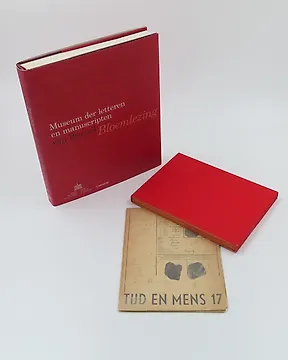 Museum der letteren
en manuscripten
Bloemlezing
TIJD EN MENS 17